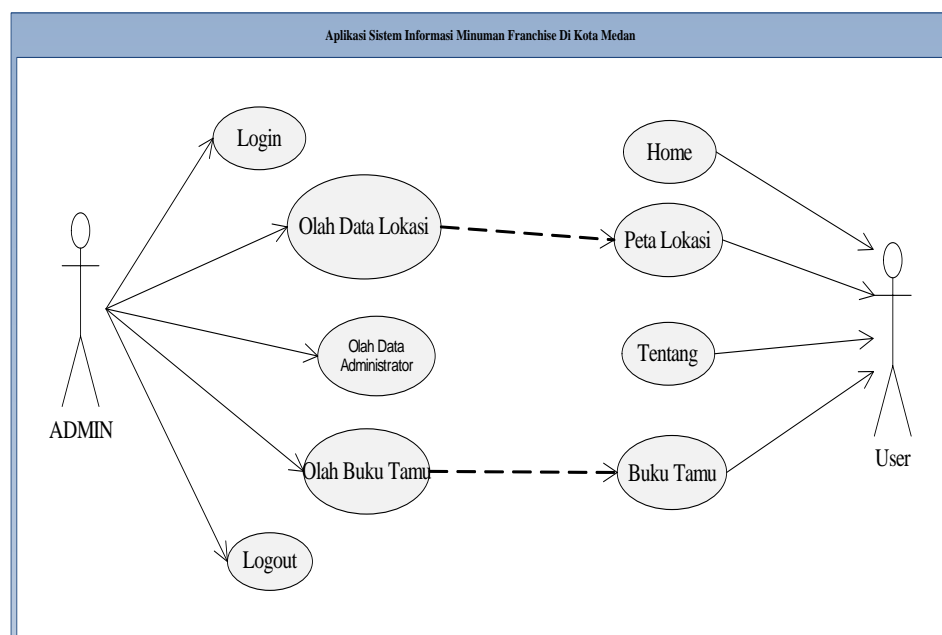 Aplikasi Sistem Informasi Minuman Franchise Di Kota Medan
Login
Home
Olah Data Lokasi
Peta Lokasi
Olah Data
Administrator
Tentang
ADMIN
User
Olah Buku Tamu
Buku Tamu
Logout